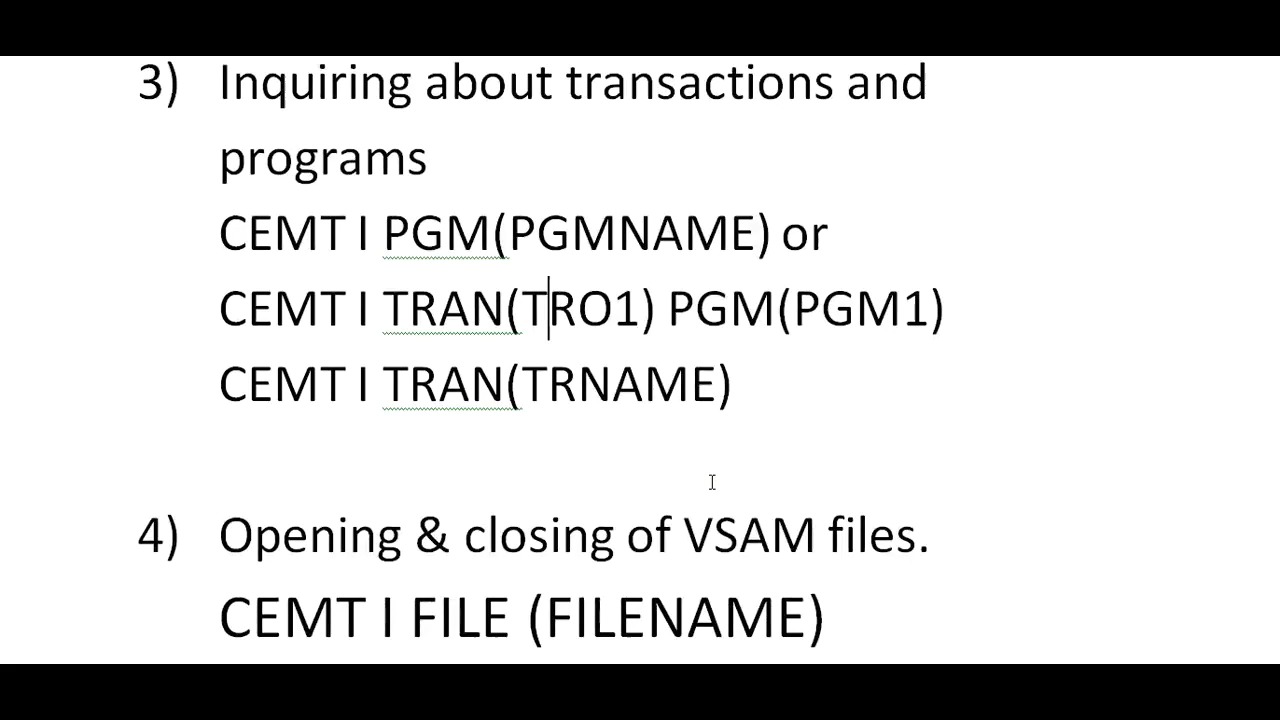 3) Inquiring about transactions and
programs
CEMT I PGM(PGMNAME) or
CEMT I TRAN(TRO1) PGM(PGM1)
CEMT I TRAN(TRNAME)
4) Opening & closing of VSAM files.
CEMT I FILE (FILENAME)